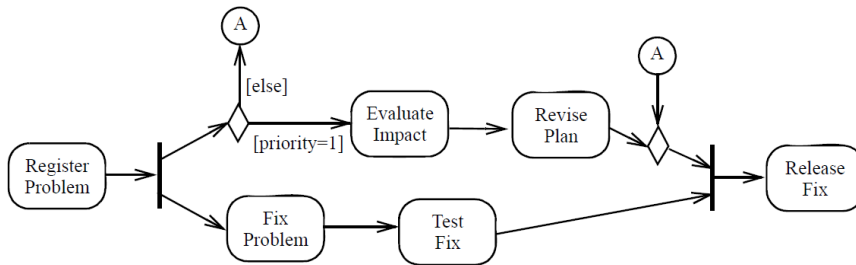 A
[else]
[priority=1]
Evaluate
Impact
Revise
Plan
A
Register
Problem
Fix
Problem
Test
Fix
Release
Fix